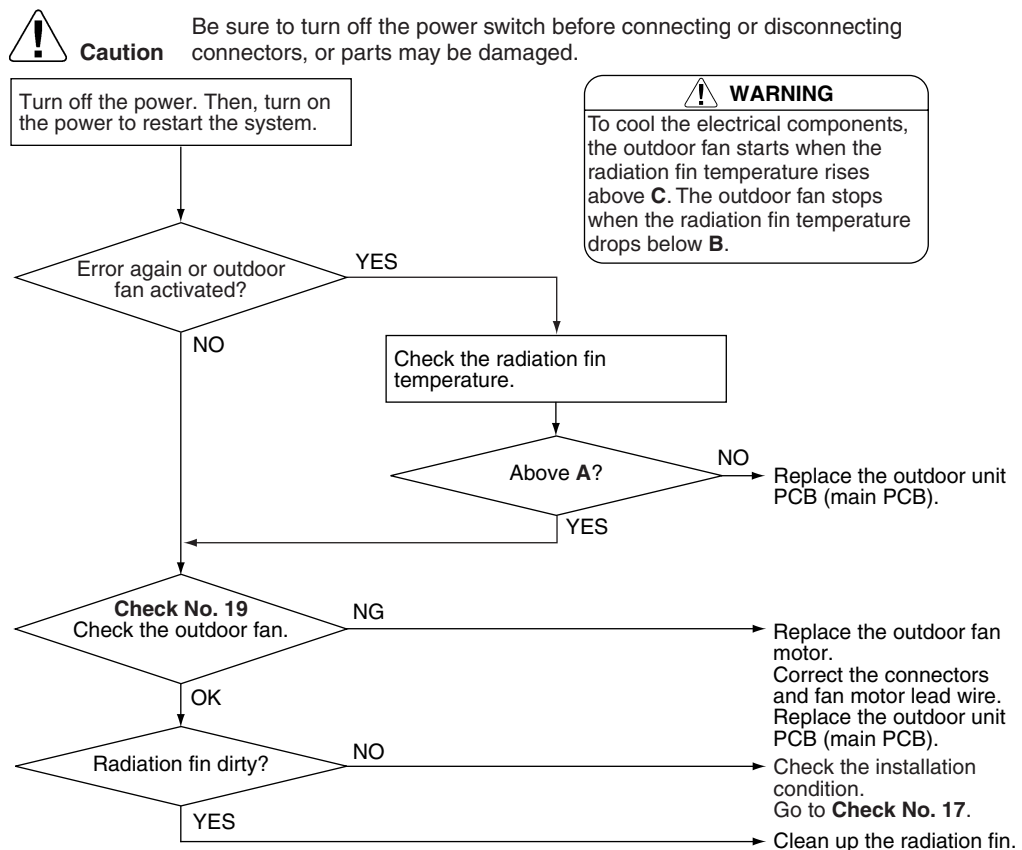 Be sure to turn off the power switch before connecting or disconnecting
Caution connectors, or parts may be damaged.
Turn off the power. Then, turn on
the power to restart the system.
WARNING
To cool the electrical components,
the outdoor fan starts when the
radiation fin temperature rises
above C. The outdoor fan stops
when the radiation fin temperature
drops below B.
Error again or outdoor
fan activated?
YES
NO
Check the radiation fin
temperature.
Above A?
NO
Replace the outdoor unit
PCB (main PCB).
YES
Check No. 19
Check the outdoor fan.
NG
Replace the outdoor fan
motor.
Correct the connectors
and fan motor lead wire.
Replace the outdoor unit
PCB (main PCB).
OK
Radiation fin dirty?
NO
Check the installation
condition.
Go to Check No. 17.
YES
Clean up the radiation fin.